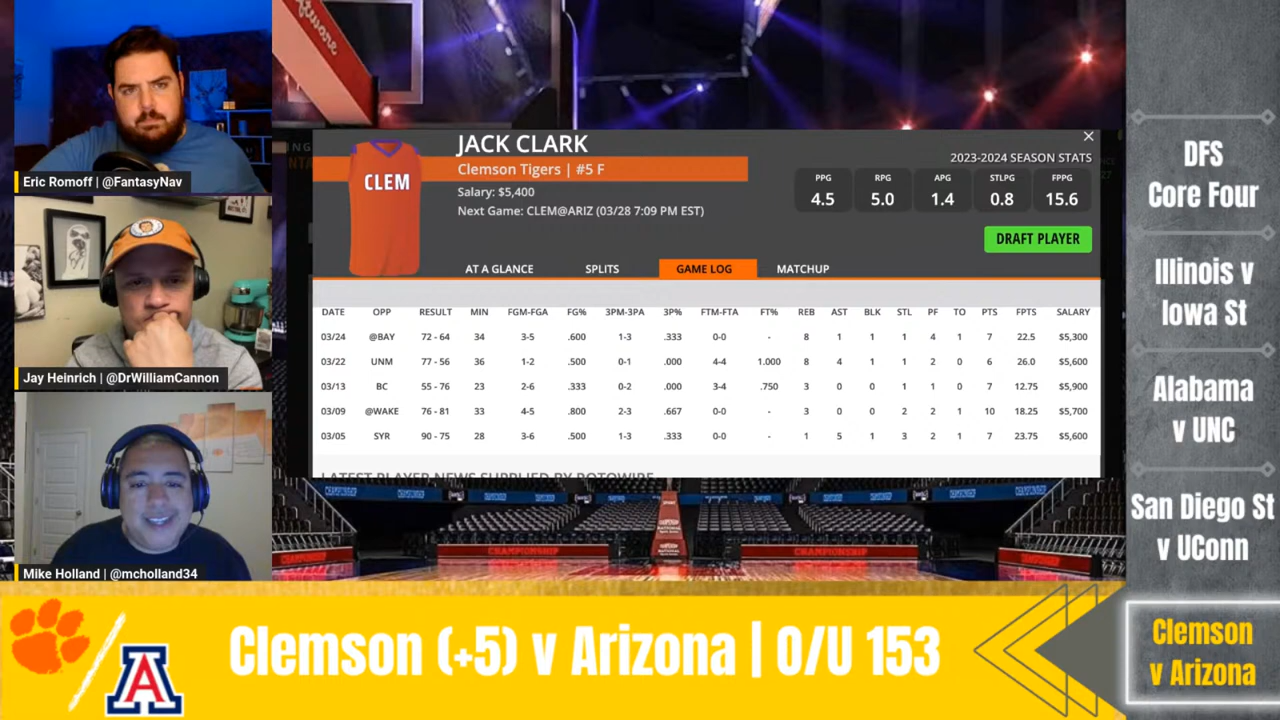 Eric Romoff | @FantasyNav
Jay Heinrich | @DrWilliamCannon
Mike Holland | @mcholland34
CLEM
JACK CLARK
Clemson Tigers | #5 F
Salary: $5,400
Next Game: CLEM@ARIZ (03/28 7:09 PM EST)
2023-2024 SEASON STATS
PPG RPG APG STLPG FPPG
4.5 5.0 1.4 0.8 15.6
DRAFT PLAYER
AT A GLANCE SPLITS GAME LOG MATCHUP
DATE OPP RESULT MIN FGM-FGA FG% 3PM-3PA 3P% FTM-FTA FT% REB AST BLK STL PF TO PTS FPTS SALARY
03/24 @BAY 72 - 64 34 3-5 .600 1-3 .333 0-0 - 8 1 1 1 4 1 7 22.5 $5,300
03/22 UNM 77 - 56 36 1-2 .500 0-1 .000 4-4 1.000 8 4 1 1 2 0 6 26.0 $5,600
03/13 BC 55 - 76 23 2-6 .333 0-2 .000 3-4 .750 3 0 0 1 1 0 7 12.75 $5,900
03/09 @WAKE 76 - 81 33 4-5 .800 2-3 .667 0-0 - 3 0 0 2 2 1 10 18.25 $5,700
03/05 SYR 90 - 75 28 3-6 .500 1-3 .333 0-0 - 1 5 1 3 2 1 7 23.75 $5,600
LATEST PLAYER NEWS SUPPLIED BY ROTOWIRE
CHAMPIONSHIP
CHAMPIONSHIP
DFS
Core Four
Illinois v
Iowa St
Alabama
v UNC
San Diego St
v UConn
Clemson
v Arizona
A
Clemson (+5) v Arizona | O/U 153